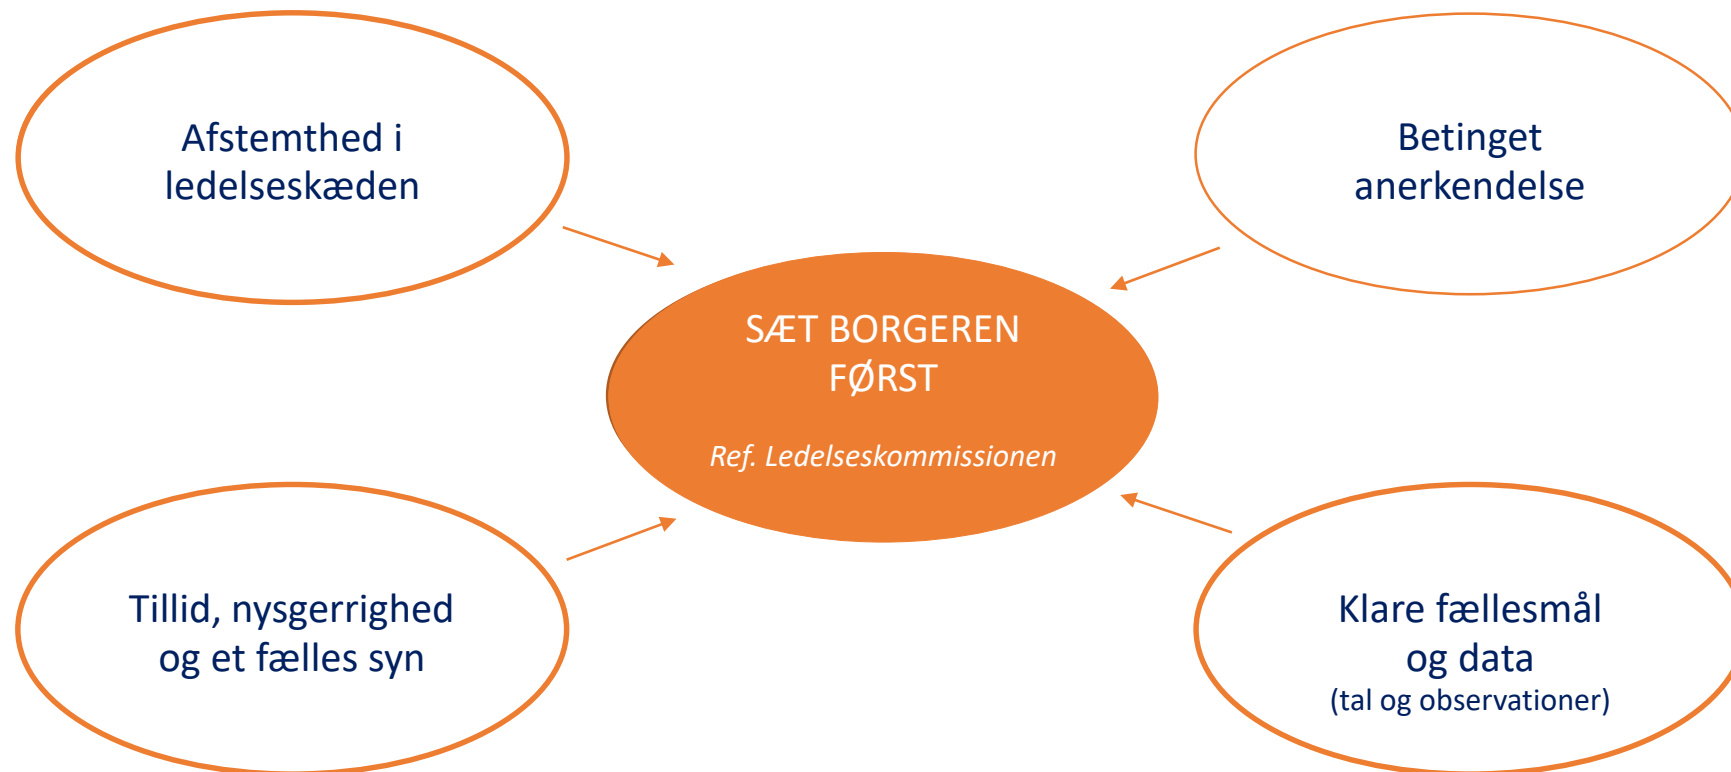 Afstemthed i
ledelseskæden
Betinget
anerkendelse
SÆT BORGEREN
FØRST
Ref. Ledelseskommissionen
Tillid, nysgerrighed
og et fælles syn
Klare fællesmål
og data
(tal og observationer)